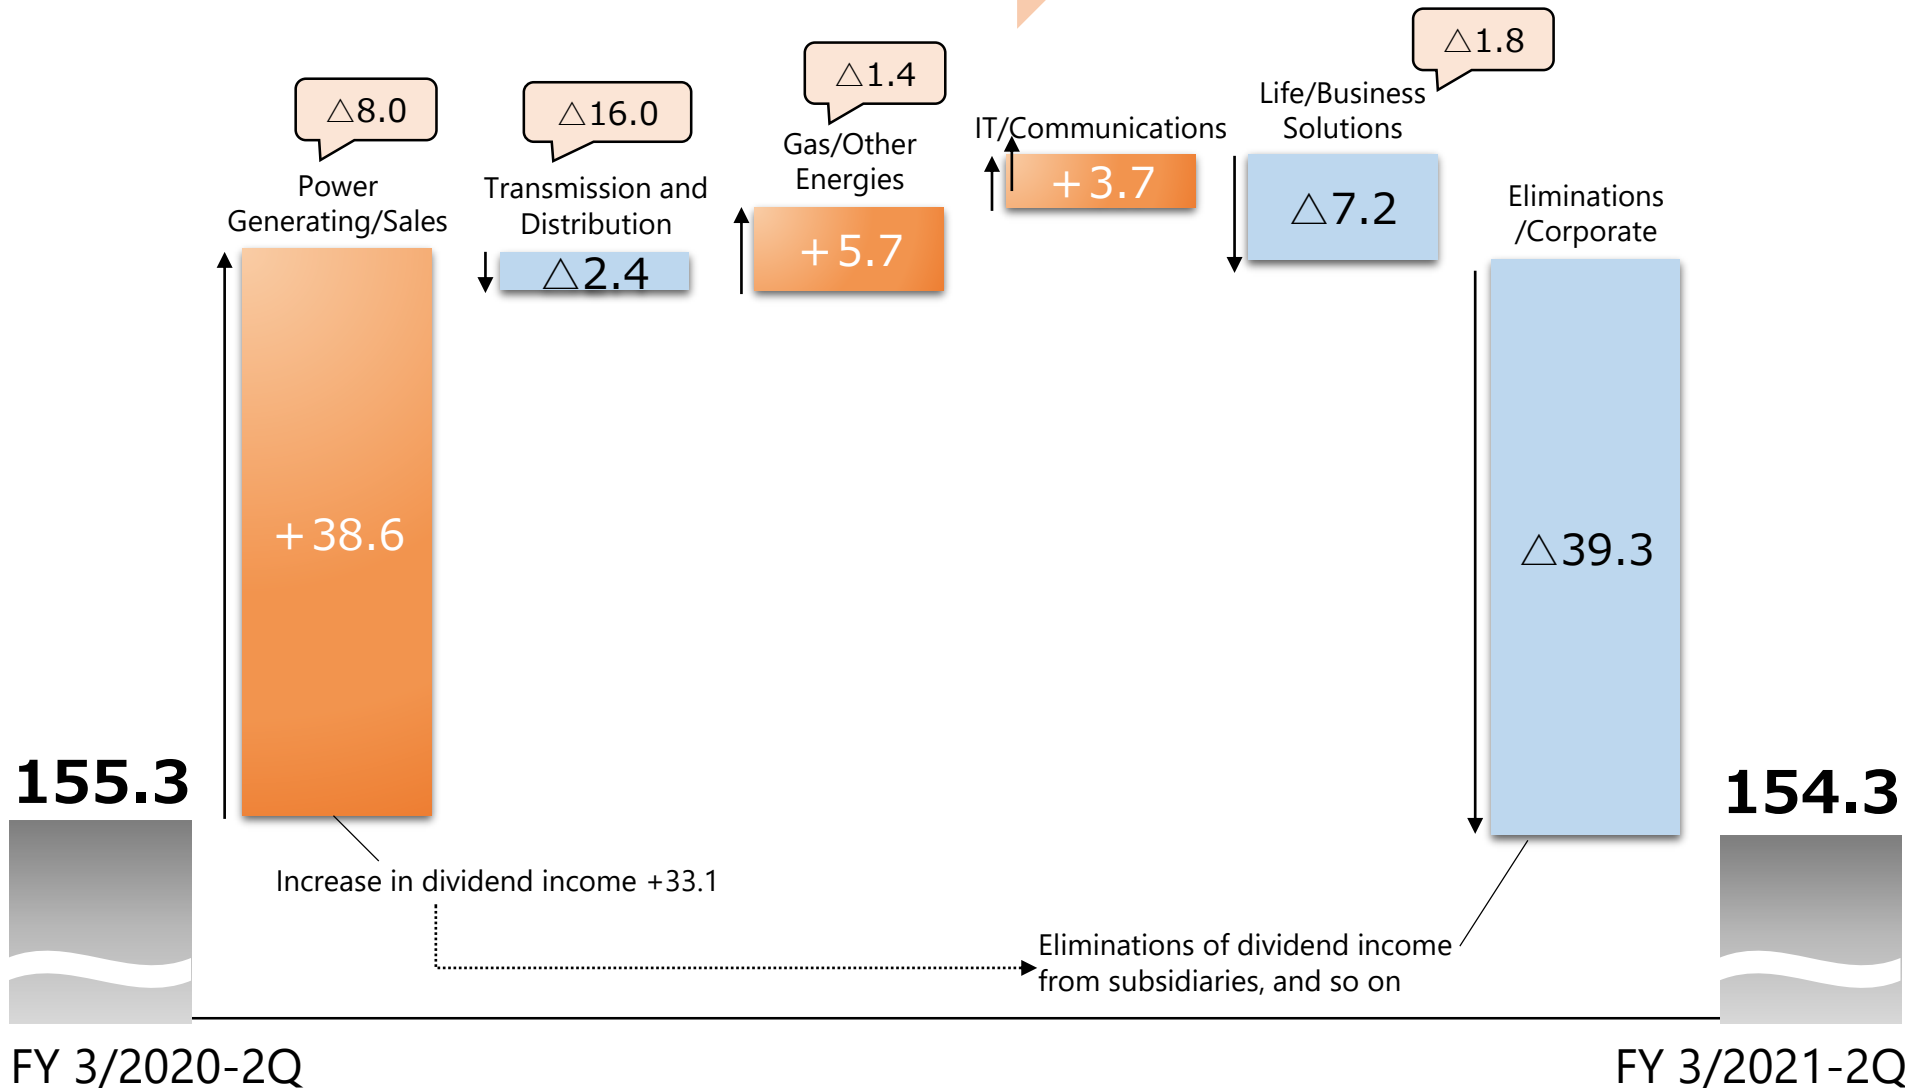 △8.0
△16.0
△1.4
△1.8
Power
Generating/Sales
Transmission and
Distribution
Gas/Other
Energies
IT/Communications
Life/Business
Solutions
Eliminations
/Corporate
+38.6
△2.4
+5.7
+3.7
△7.2
△39.3
155.3
154.3
Increase in dividend income +33.1
Eliminations of dividend income
from subsidiaries, and so on
FY 3/2020-2Q
FY 3/2021-2Q